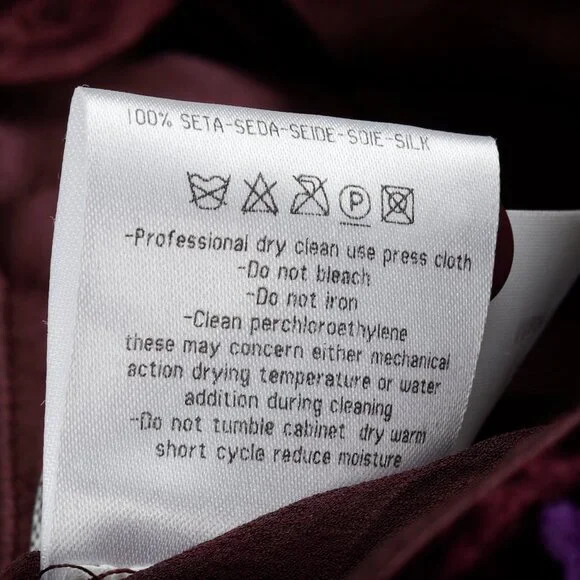 100% SETA-SEDA-SEIDE-SOIE-SILK
P
-Professional dry clean use press cloth
-Do not bleach
-Do not iron
-Clean perchloroethylene
these may concern either mechanical
action drying temperature or water
addition during cleaning
-Do not tumble cabinet dry warm
short cycle reduce moisture